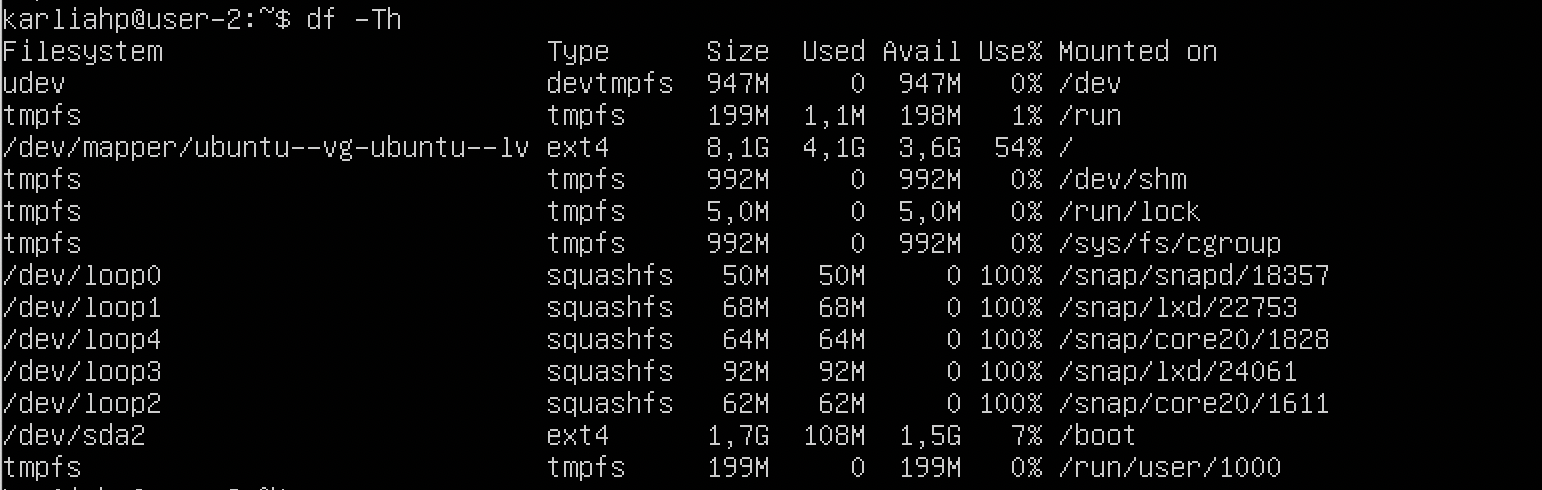 karliahp@user-2:~$ df -Th
Filesystem                        Type      Size  Used Avail Use% Mounted on
udev                              devtmpfs  947M     0  947M   0% /dev
tmpfs                             tmpfs     199M  1,1M  198M   1% /run
/dev/mapper/ubuntu--vg-ubuntu--lv ext4      8,1G  4,1G  3,6G  54% /
tmpfs                             tmpfs     992M     0  992M   0% /dev/shm
tmpfs                             tmpfs     5,0M     0  5,0M   0% /run/lock
tmpfs                             tmpfs     992M     0  992M   0% /sys/fs/cgroup
/dev/loop0                        squashfs   50M   50M     0 100% /snap/snapd/18357
/dev/loop1                        squashfs   68M   68M     0 100% /snap/lxd/22753
/dev/loop4                        squashfs   64M   64M     0 100% /snap/core20/1828
/dev/loop3                        squashfs   92M   92M     0 100% /snap/lxd/24061
/dev/loop2                        squashfs   62M   62M     0 100% /snap/core20/1611
/dev/sda2                         ext4      1,7G  108M  1,5G   7% /boot
tmpfs                             tmpfs     199M     0  199M   0% /run/user/1000